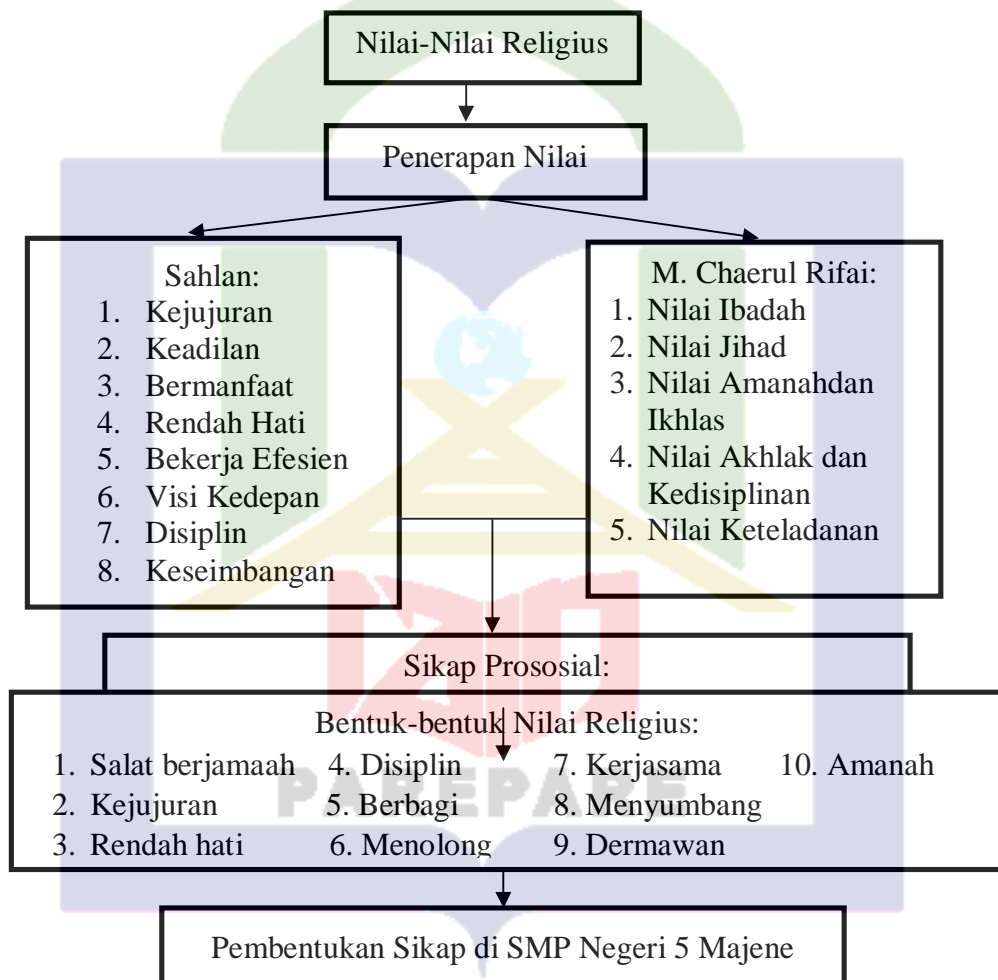 Nilai-Nilai Religius
Penerapan Nilai
Sahlan:
1. Kejujuran
2. Keadilan
3. Bermanfaat
4. Rendah Hati
5. Bekerja Efesien
6. Visi Kedepan
7. Disiplin
8. Keseimbangan
M. Chaerul Rifai:
1. Nilai Ibadah
2. Nilai Jihad
3. Nilai Amanahdan
Ikhlas
4. Nilai Akhlak dan
Kedisiplinan
5. Nilai Keteladanan
Sikap Prososial:
Bentuk-bentuk Nilai Religius:
1. Salat berjamaah 4. Disiplin 7. Kerjasama 10. Amanah
2. Kejujuran 5. Berbagi 8. Menyumbang
3. Rendah hati 6. Menolong 9. Dermawan
PAREPARE
Pembentukan Sikap di SMP Negeri 5 Majene